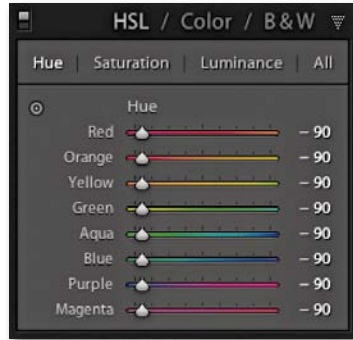 HSL / Color / B&W
Hue | Saturation | Luminance | All
Hue
Red – 90
Orange – 90
Yellow – 90
Green – 90
Aqua – 90
Blue – 90
Purple – 90
Magenta – 90